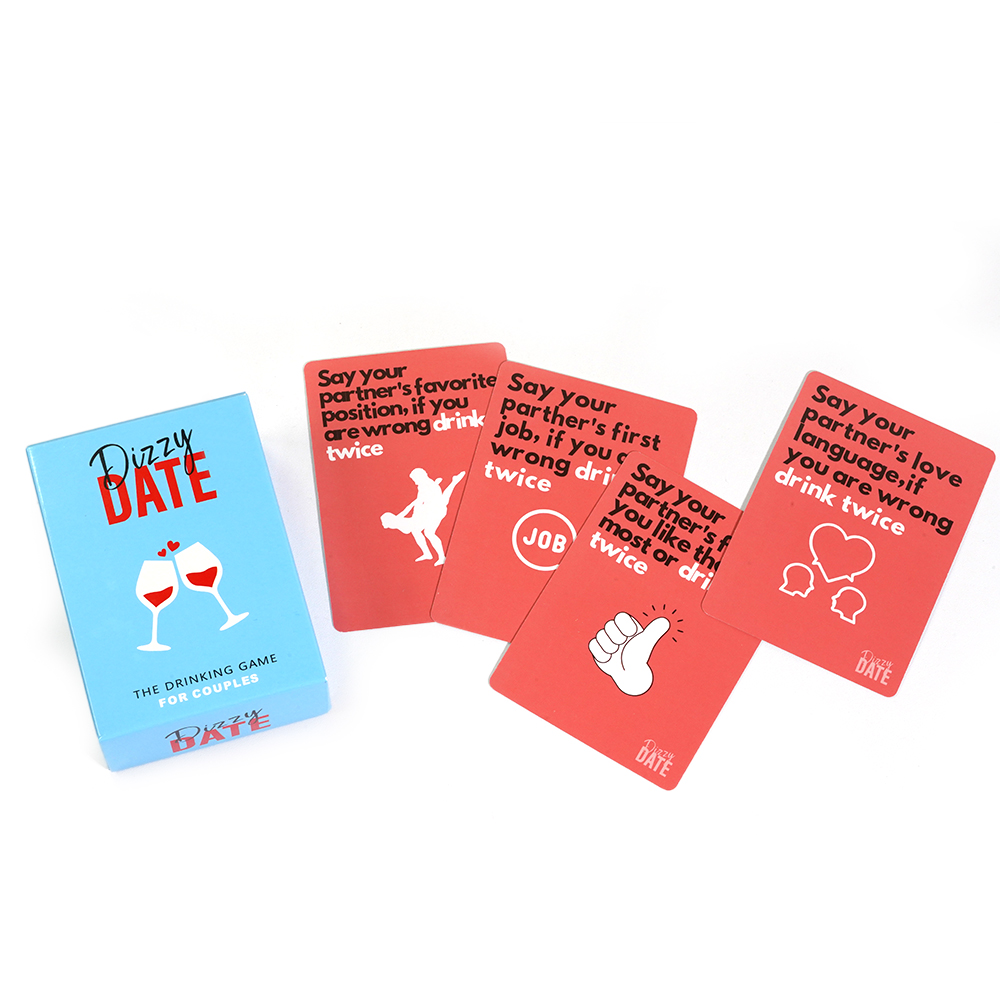 Dizzy
DATE
THE DRINKING GAME
FOR COUPLES
Dizzy
DATE
Say your
partner's favorite
position, if you
are wrong drink
twice
Say your
parther's first
job, if you
wrong
twice
JOB
Say your
partner's
you like
most or
twice
Dizzy
DATE
Say your
partner's love
language,if
you are wrong
drink twice
Dizzy
DATE